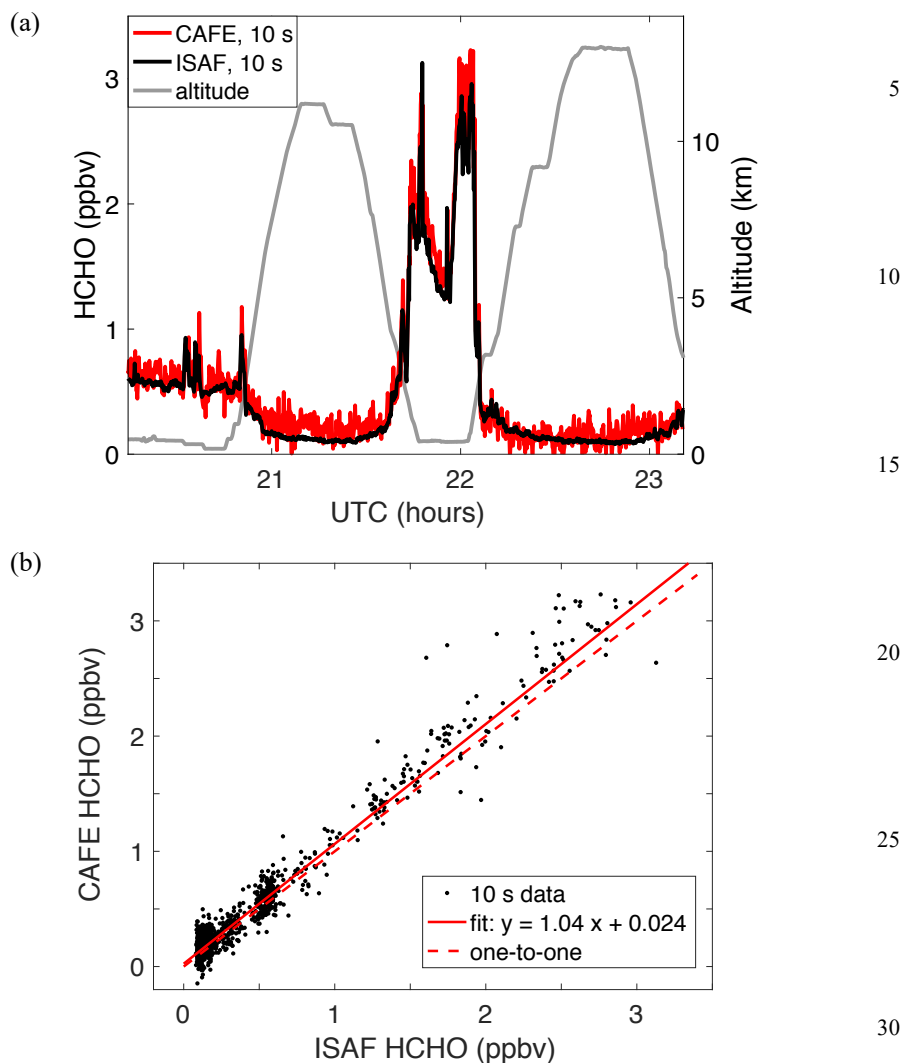 (a)
CAFE, 10 s
ISAF, 10 s
altitude
HCHO (ppbv)
3
2
1
0
Altitude (km)
10
5
0
21 22 23
UTC (hours)
5
10
15
(b)
CAFE HCHO (ppbv)
3
2
1
0
10 s data
fit: y = 1.04 x + 0.024
one-to-one
0 1 2 3
ISAF HCHO (ppbv)
20
25
30